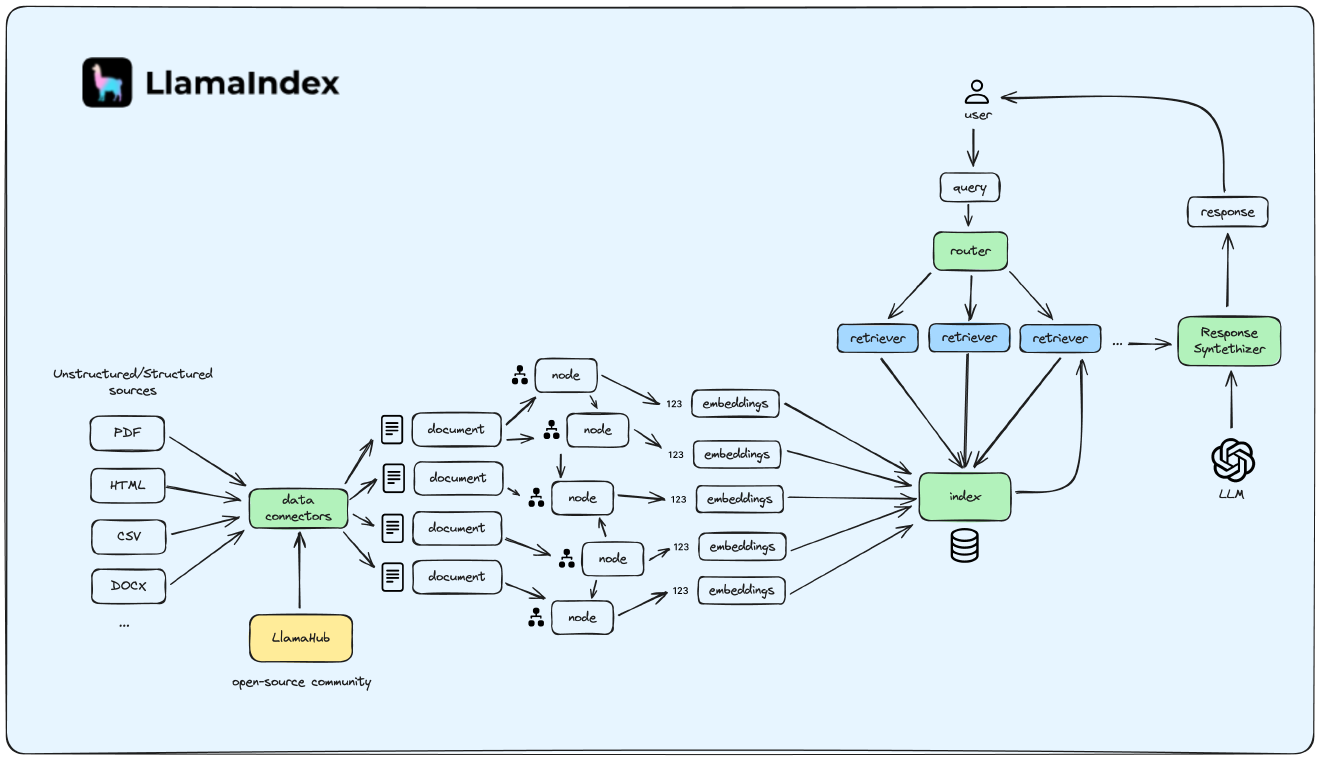 LlamaIndex
user
query
router
response
retriever
retriever
retriever
...
Response
Syntethizer
LLM
Unstructured/Structured
sources
PDF
HTML
CSV
DOCX
...
data
connectors
LlamaHub
open-source community
document
document
document
document
node
node
node
node
node
123 embeddings
123 embeddings
123 embeddings
123 embeddings
123 embeddings
index